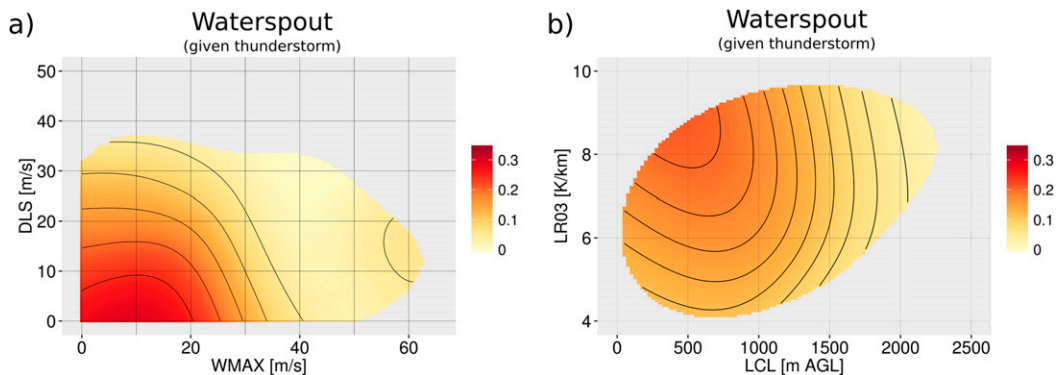 a)
Waterspout
(given thunderstorm)
50
40
30
20
10
0
DLS [m/s]
0 20 40 60
WMAX [m/s]
0.3
0.2
0.1
0
b)
Waterspout
(given thunderstorm)
10
8
6
4
LR03 [K/km]
0 500 1000 1500 2000 2500
LCL [m AGL]
0.3
0.2
0.1
0